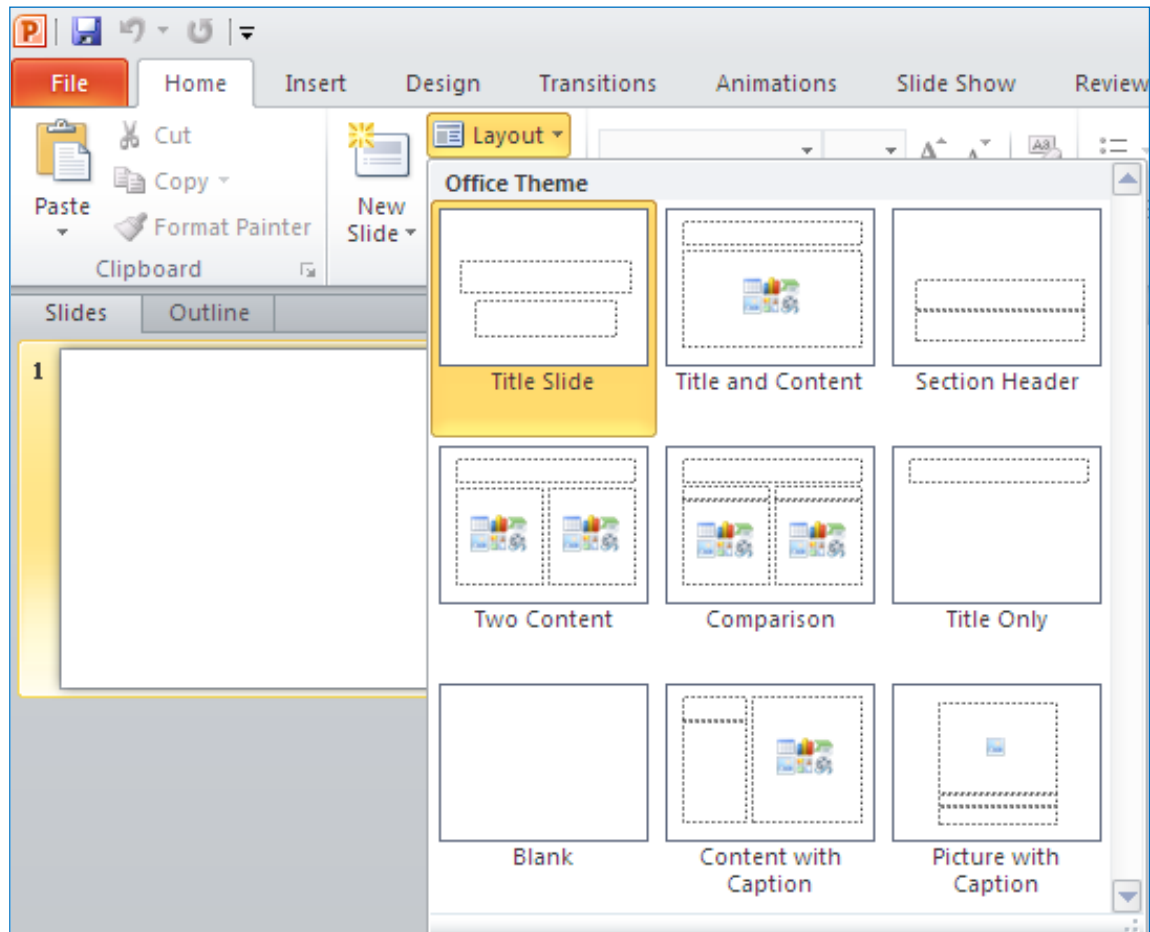 File Home Insert Design Transitions Animations Slide Show Review
Cut
Copy
Format Painter
Paste
Clipboard
New
Slide
Layout
Slides Outline
1
Office Theme
Title Slide Title and Content Section Header
Two Content Comparison Title Only
Blank Content with Caption Picture with Caption